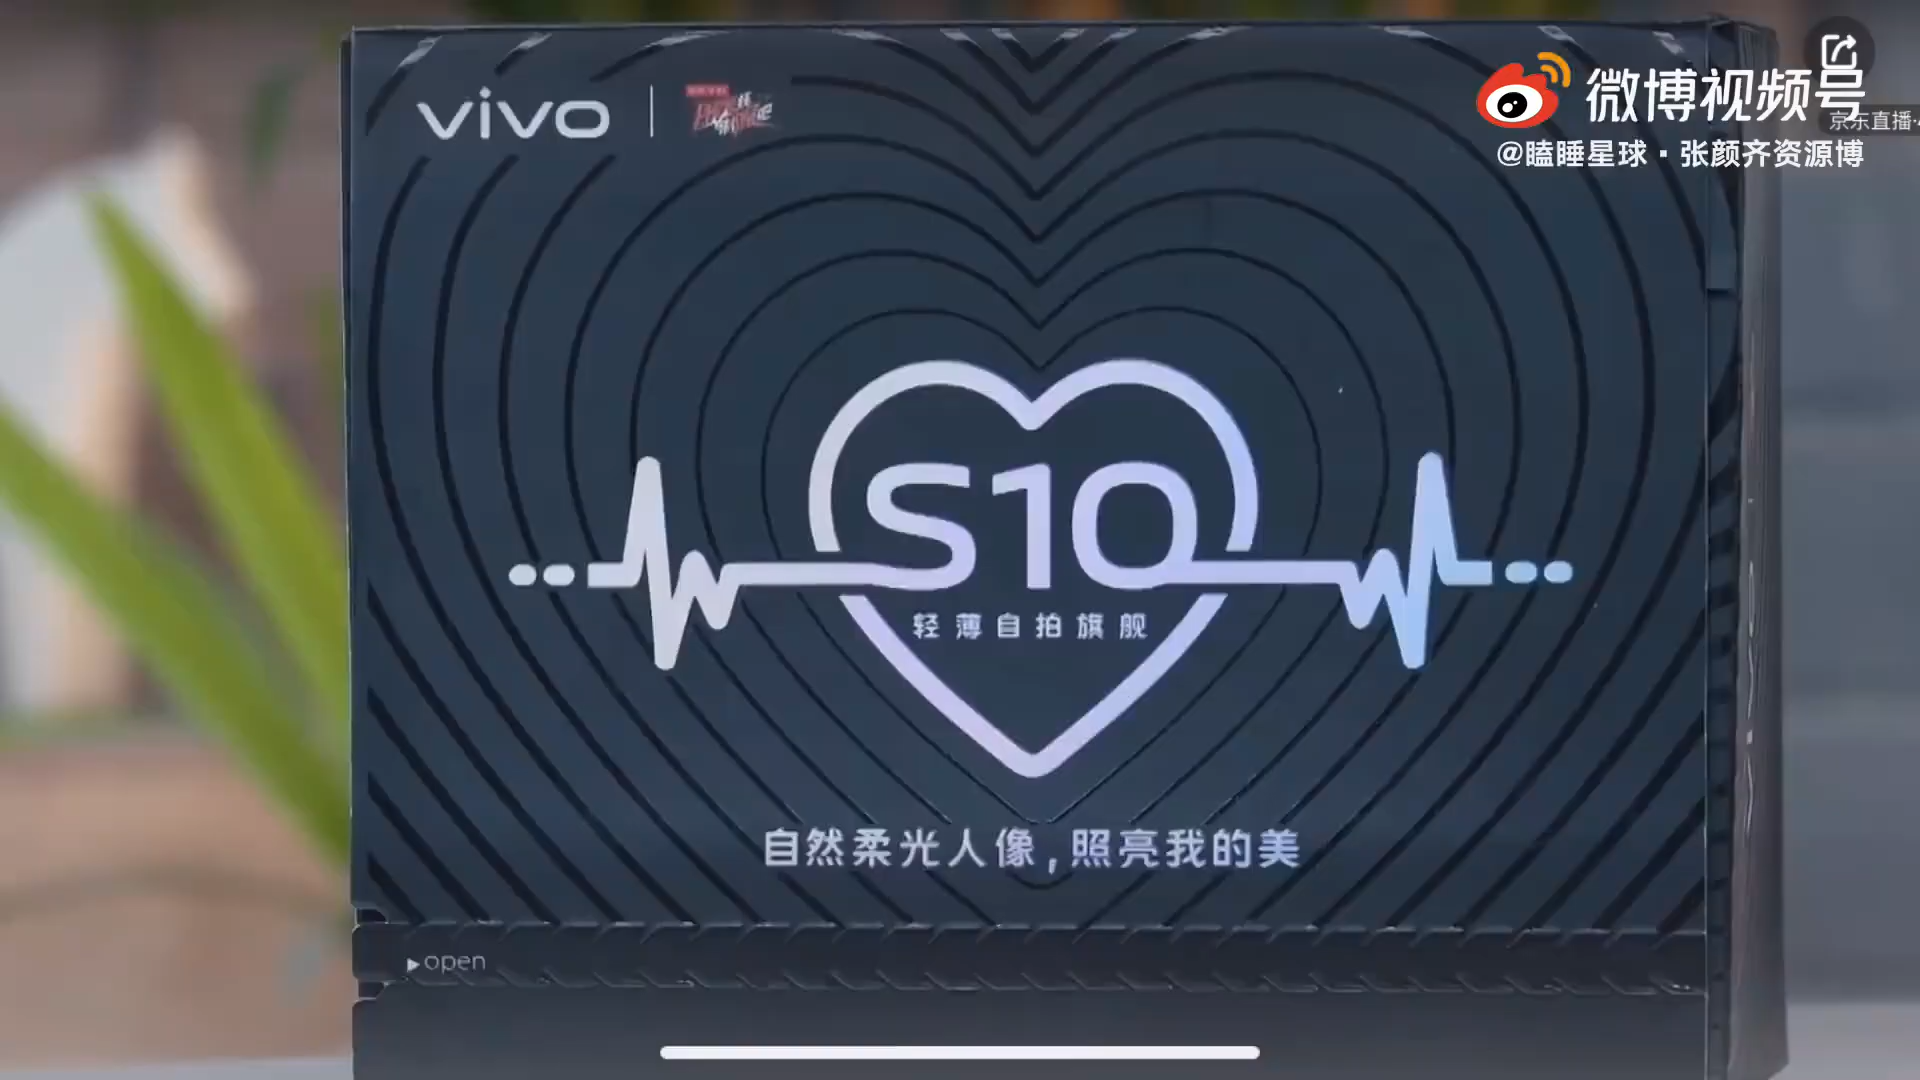 vivo
微博视频号
京东直播
@瞌睡星球·张颜齐资源博
S10
轻薄自拍旗舰
自然柔光人像,照亮我的美
▸open